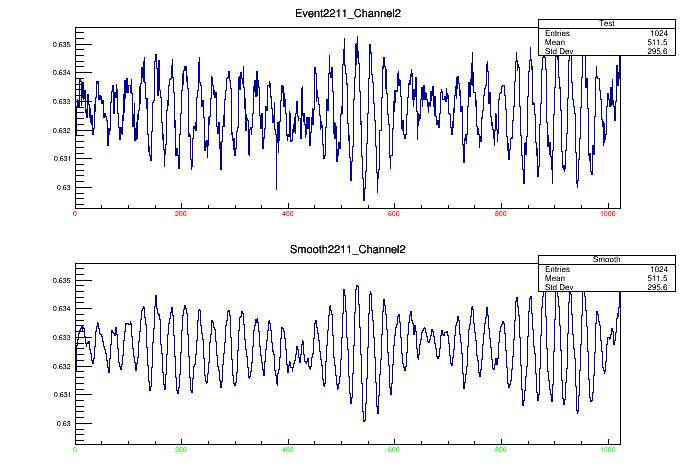 Event2211_Channel2
Test
Entries 1024
Mean 511.5
Std Dev 295.6
0.635
0.634
0.633
0.632
0.631
0.63
0 200 400 600 800 1000
Smooth2211_Channel2
Smooth
Entries 1024
Mean 511.5
Std Dev 295.6
0.635
0.634
0.633
0.632
0.631
0.63
0 200 400 600 800 1000